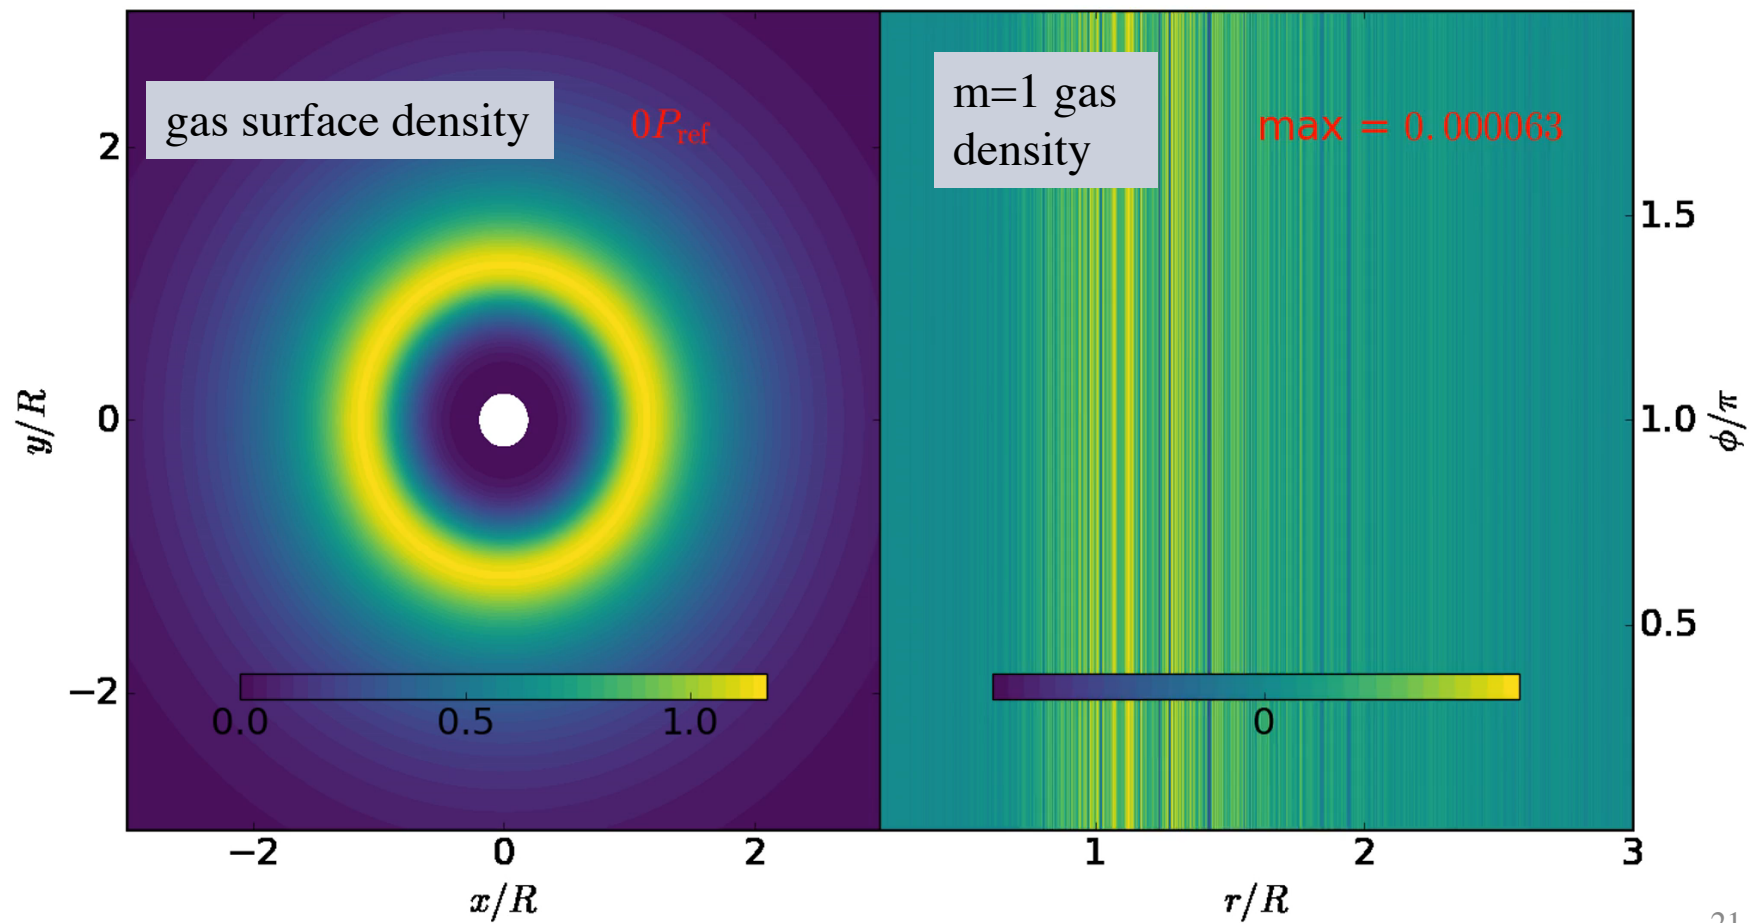 gas surface density
0P_ref
m=1 gas
density
max = 0.000063
2
0
−2
y/R
0.0 0.5 1.0
−2 0 2
x/R
0
1 2 3
r/R
1.5
1.0
0.5
ϕ/π
21